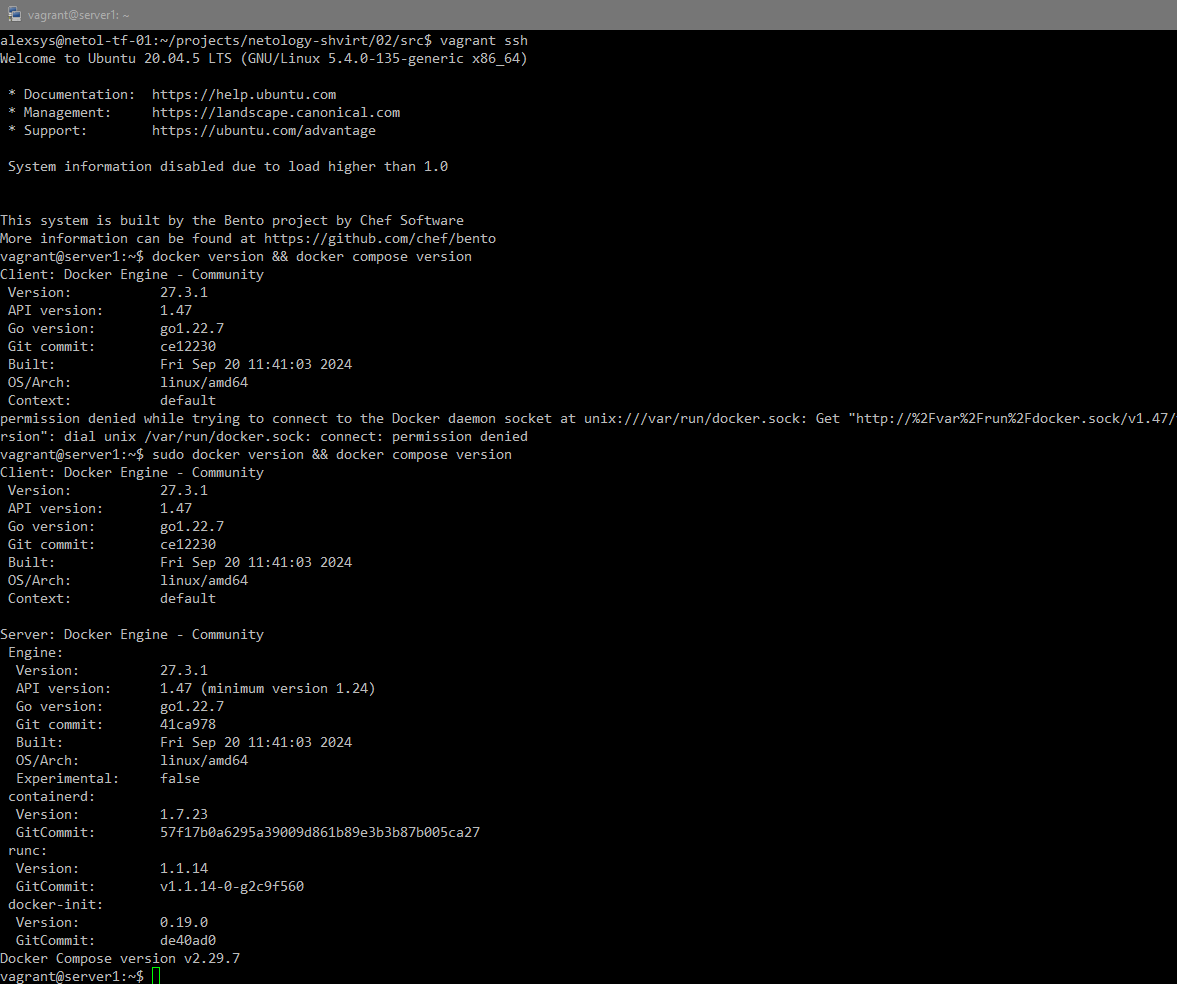 vagrant@server1: ~
alexsys@netol-tf-01:~/projects/netology-shvirt/02/src$ vagrant ssh
Welcome to Ubuntu 20.04.5 LTS (GNU/Linux 5.4.0-135-generic x86_64)
* Documentation:  https://help.ubuntu.com
* Management:     https://landscape.canonical.com
* Support:        https://ubuntu.com/advantage
System information disabled due to load higher than 1.0
This system is built by the Bento project by Chef Software
More information can be found at https://github.com/chef/bento
vagrant@server1:~$ docker version && docker compose version
Client: Docker Engine - Community
Version:           27.3.1
API version:       1.47
Go version:        go1.22.7
Git commit:        ce12230
Built:             Fri Sep 20 11:41:03 2024
OS/Arch:           linux/amd64
Context:           default
permission denied while trying to connect to the Docker daemon socket at unix:///var/run/docker.sock: Get "http://%2Fvar%2Frun%2Fdocker.sock/v1.47/
rsion": dial unix /var/run/docker.sock: connect: permission denied
vagrant@server1:~$ sudo docker version && docker compose version
Client: Docker Engine - Community
Version:           27.3.1
API version:       1.47
Go version:        go1.22.7
Git commit:        ce12230
Built:             Fri Sep 20 11:41:03 2024
OS/Arch:           linux/amd64
Context:           default
Server: Docker Engine - Community
Engine:
Version:          27.3.1
API version:      1.47 (minimum version 1.24)
Go version:       go1.22.7
Git commit:       41ca978
Built:            Fri Sep 20 11:41:03 2024
OS/Arch:          linux/amd64
Experimental:     false
containerd:
Version:          1.7.23
GitCommit:        57f17b0a6295a39009d861b89e3b3b87b005ca27
runc:
Version:          1.1.14
GitCommit:        v1.1.14-0-g2c9f560
docker-init:
Version:          0.19.0
GitCommit:        de40ad0
Docker Compose version v2.29.7
vagrant@server1:~$